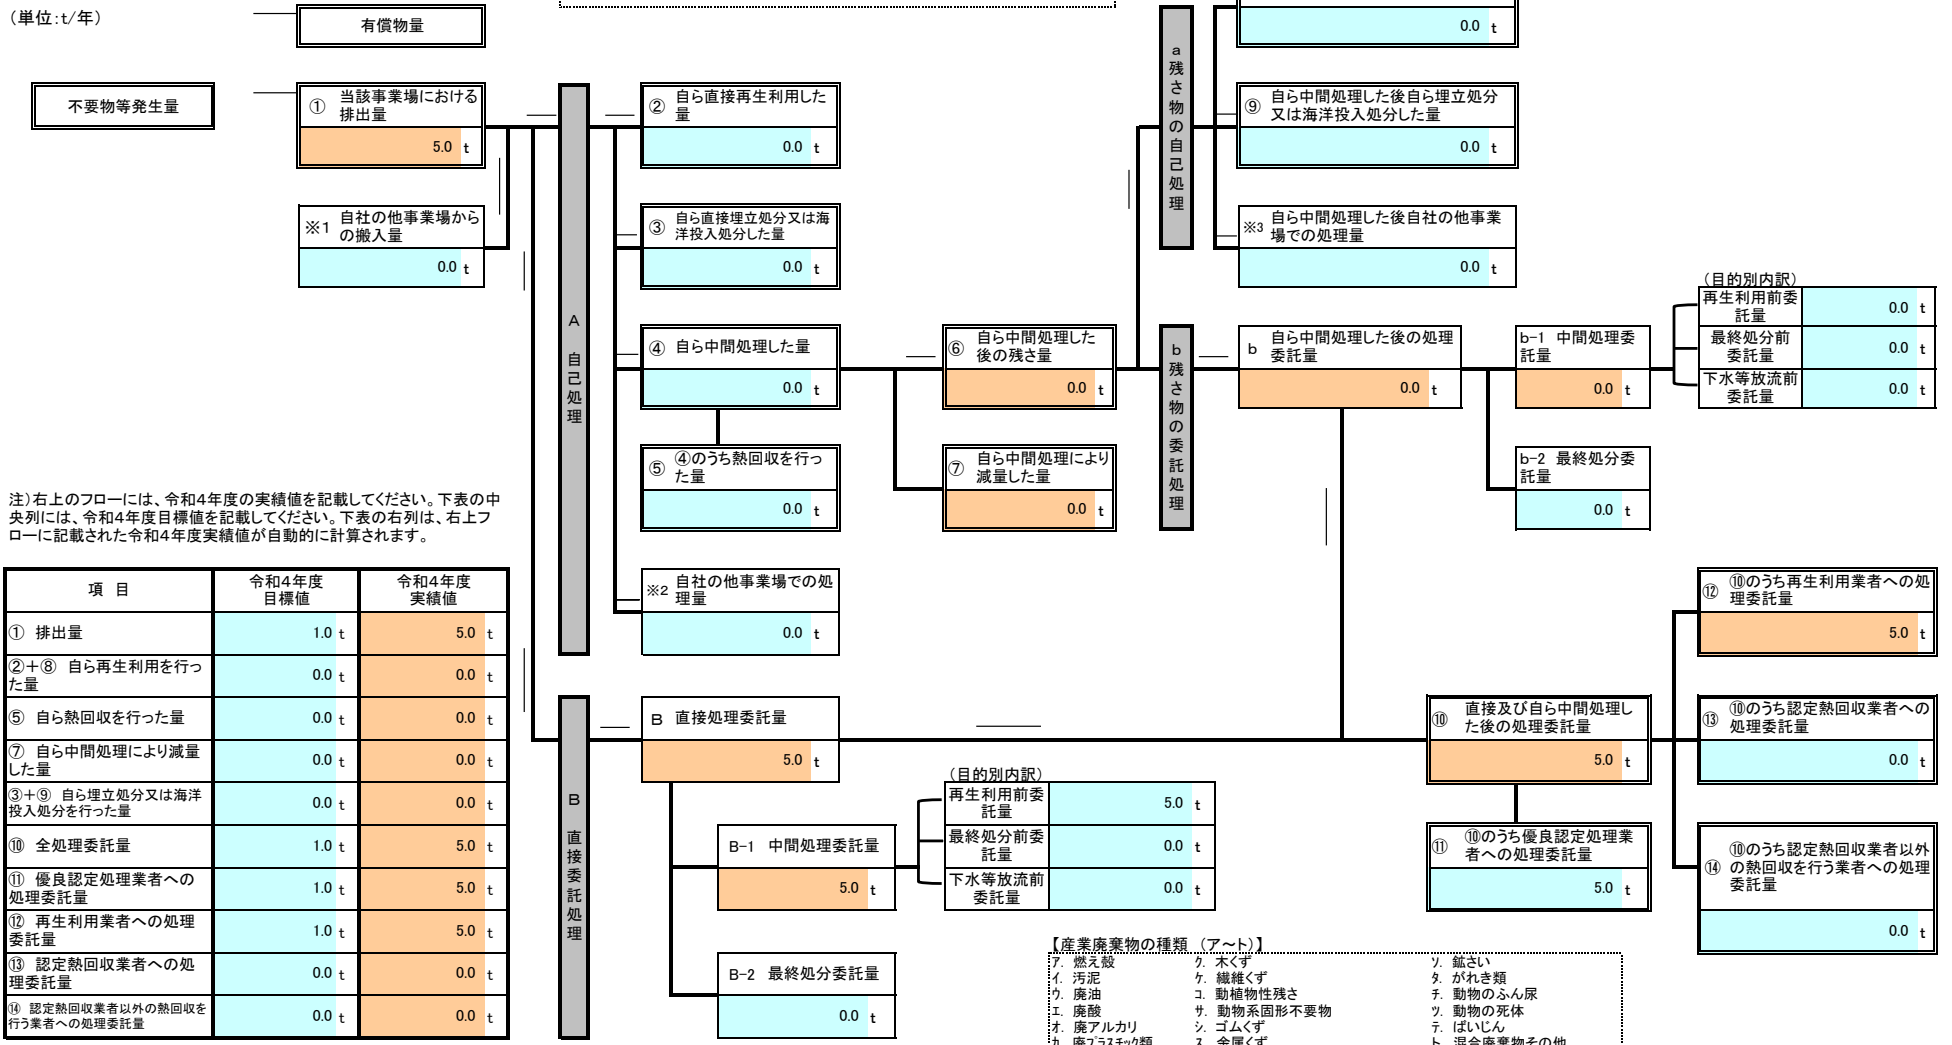 (単位:t/年)
有償物量
0.0 t
不要物等発生量
① 当該事業場における
排出量
5.0 t
※1 自社の他事業場から
の搬入量
0.0 t
A 自己処理
② 自ら直接再生利用した
量
0.0 t
③ 自ら直接埋立処分又は海
洋投入処分した量
0.0 t
④ 自ら中間処理した量
0.0 t
⑤ ④のうち熱回収を行っ
た量
0.0 t
※2 自社の他事業場での処
理量
0.0 t
⑥ 自ら中間処理した
後の残さ量
0.0 t
⑦ 自ら中間処理により
減量した量
0.0 t
a 残さ物の自己処理
⑨ 自ら中間処理した後自ら埋立処分
又は海洋投入処分した量
0.0 t
※3 自ら中間処理した後自社の他事業
場での処理量
0.0 t
b 残さ物の委託処理
b 自ら中間処理した後の処理
委託量
0.0 t
b-1 中間処理委
託量
0.0 t
b-2 最終処分委
託量
0.0 t
(目的別内訳)
再生利用前委
託量
0.0 t
最終処分前
委託量
0.0 t
下水等放流前
委託量
0.0 t
注)右上のフローには、令和4年度の実績値を記載してください。下表の中
央列には、令和4年度目標値を記載してください。下表の右列は、右上フ
ローに記載された令和4年度実績値が自動的に計算されます。
項 目 令和4年度
目標値 令和4年度
実績値
① 排出量 1.0 t 5.0 t
②+⑧ 自ら再生利用を行っ
た量 0.0 t 0.0 t
⑤ 自ら熱回収を行った量 0.0 t 0.0 t
⑦ 自ら中間処理により減量
した量 0.0 t 0.0 t
③+⑨ 自ら埋立処分又は海洋
投入処分を行った量 0.0 t 0.0 t
⑩ 全処理委託量 1.0 t 5.0 t
⑪ 優良認定処理業者への
処理委託量 1.0 t 5.0 t
⑫ 再生利用業者への処理
委託量 1.0 t 5.0 t
⑬ 認定熱回収業者への処
理委託量 0.0 t 0.0 t
⑭ 認定熱回収業者以外の熱回収を
行う業者への処理委託量 0.0 t 0.0 t
B 直接委託処理
B 直接処理委託量
5.0 t
B-1 中間処理委託量
5.0 t
B-2 最終処分委託量
0.0 t
(目的別内訳)
再生利用前委
託量
5.0 t
最終処分前委
託量
0.0 t
下水等放流前
委託量
0.0 t
⑩ 直接及び自ら中間処理し
た後の処理委託量
5.0 t
⑪ ⑩のうち優良認定処理業
者への処理委託量
5.0 t
⑫ ⑩のうち再生利用業者への処
理委託量
5.0 t
⑬ ⑩のうち認定熱回収業者への
処理委託量
0.0 t
⑭ ⑩のうち認定熱回収業者以外
の熱回収を行う業者への処理
委託量
0.0 t
【産業廃棄物の種類 (ア~ト)】
ア. 燃え殻 ク. 木くず ソ. 鉱さい
イ. 汚泥 ケ. 繊維くず タ. がれき類
ウ. 廃油 コ. 動植物性残さ チ. 動物のふん尿
エ. 廃酸 サ. 動物系固形不要物 ツ. 動物の死体
オ. 廃アルカリ シ. ゴムくず テ. ばいじん
カ. 廃プラスチック類 ス. 金属くず ト. 混合廃棄物その他